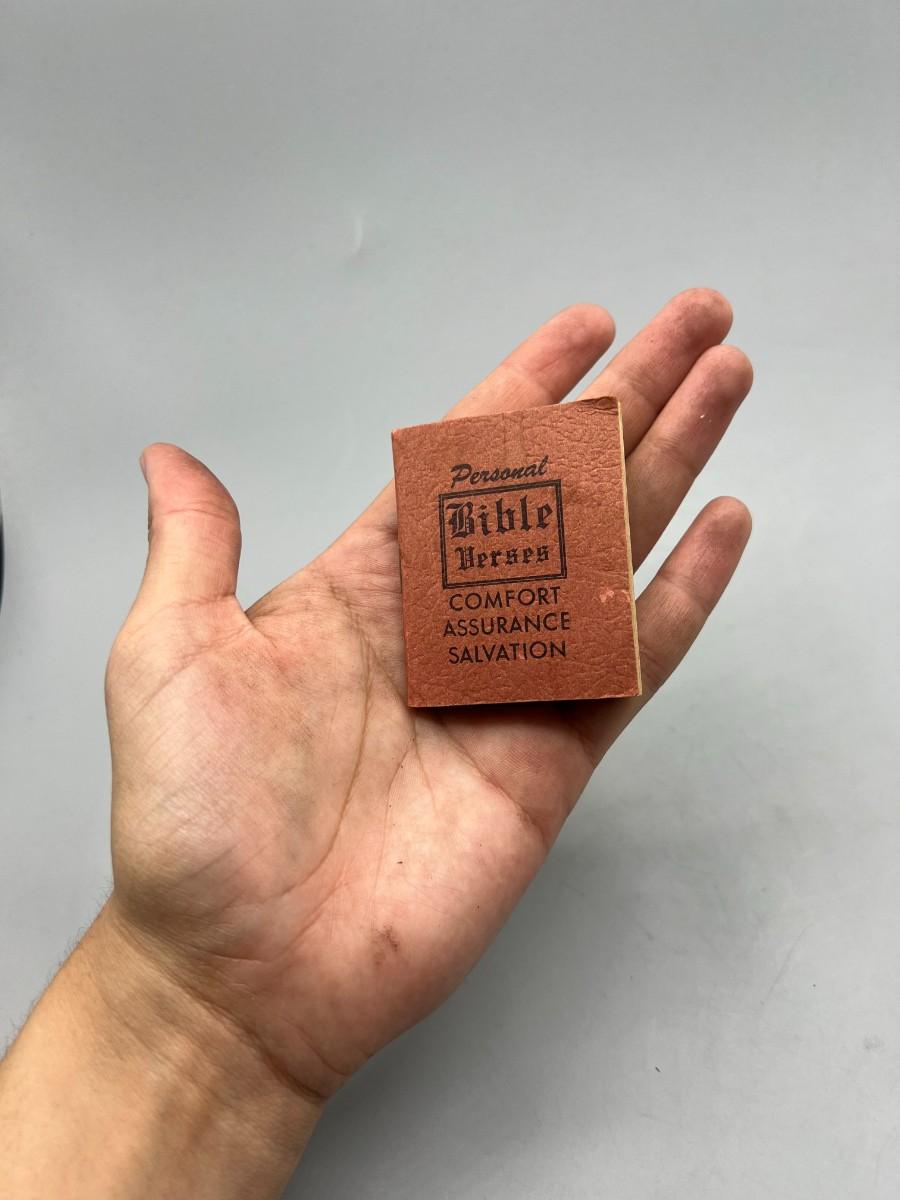 Personal
Bible
Verses
COMFORT
ASSURANCE
SALVATION